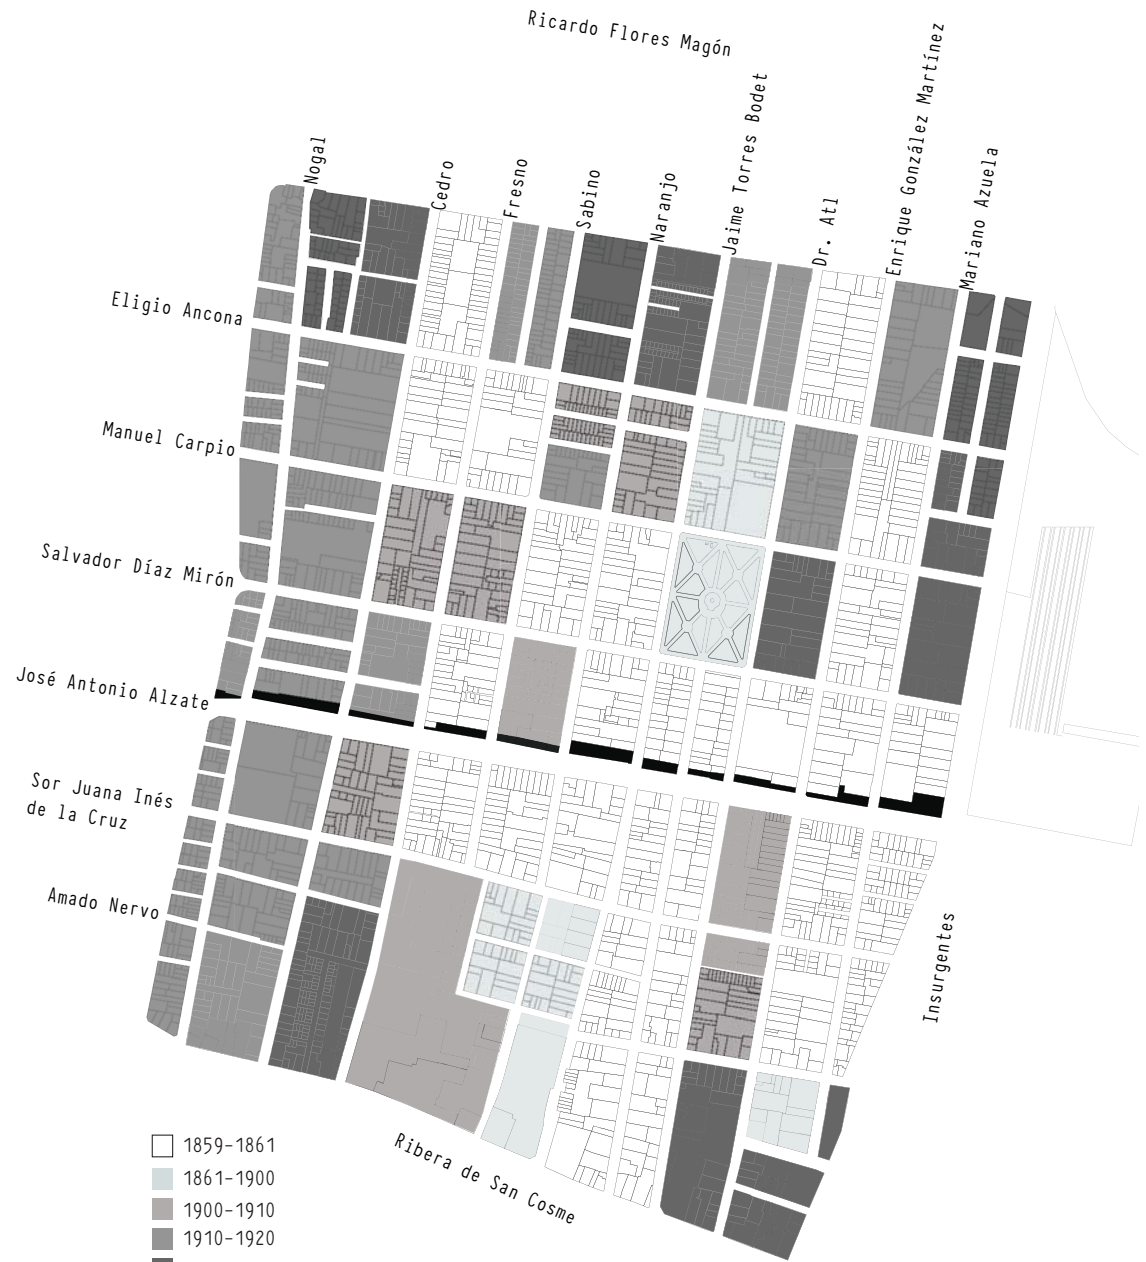 Ricardo Flores Magón
Nogal
Cedro
Fresno
Sabino
Naranjo
Jaime Torres Bodet
Dr. Atl
Enrique González Martínez
Mariano Azuela
Eligio Ancona
Manuel Carpio
Salvador Díaz Mirón
José Antonio Alzate
Sor Juana Inés
de la Cruz
Amado Nervo
Insurgentes
Ribera de San Cosme
1859-1861
1861-1900
1900-1910
1910-1920